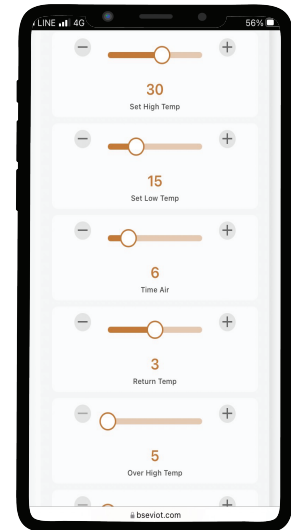 LINE 4G 56%
30
Set High Temp
15
Set Low Temp
6
Time Air
3
Return Temp
5
Over High Temp
bseviot.com